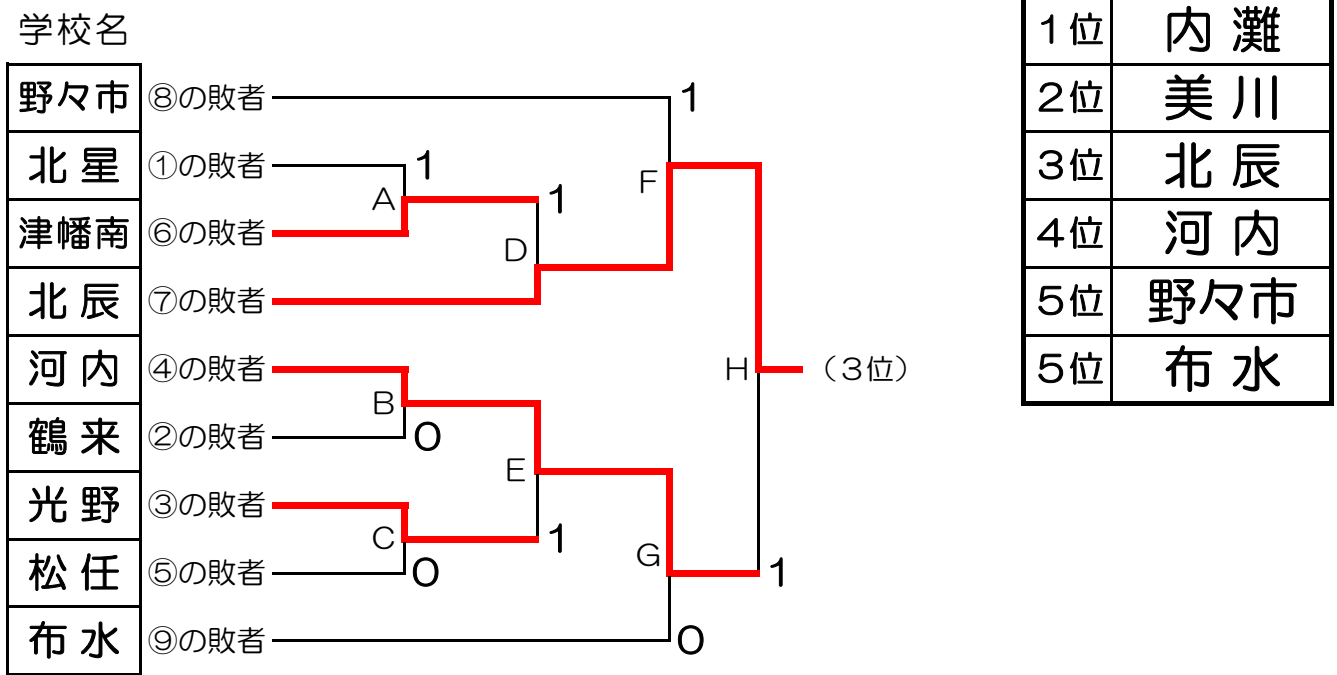 学校名
野々市 ⑧の敗者
北星 ①の敗者
津幡南 ⑥の敗者
北辰 ⑦の敗者
河内 ④の敗者
鶴来 ②の敗者
光野 ③の敗者
松任 ⑤の敗者
布水 ⑨の敗者
1
1
A
1
F
D
B
0
H (3位)
E
C
1
0
G
1
0
1位 内灘
2位 美川
3位 北辰
4位 河内
5位 野々市
5位 布水